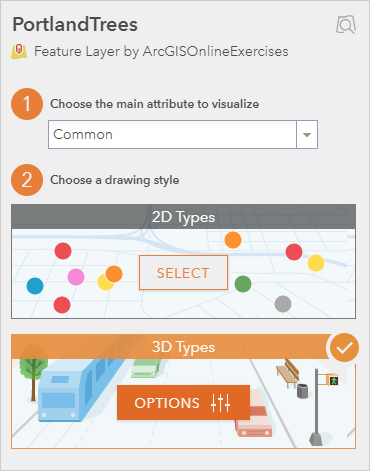 PortlandTrees
Feature Layer by ArcGISOnlineExercises
1 Choose the main attribute to visualize
Common
2 Choose a drawing style
2D Types
SELECT
3D Types
OPTIONS